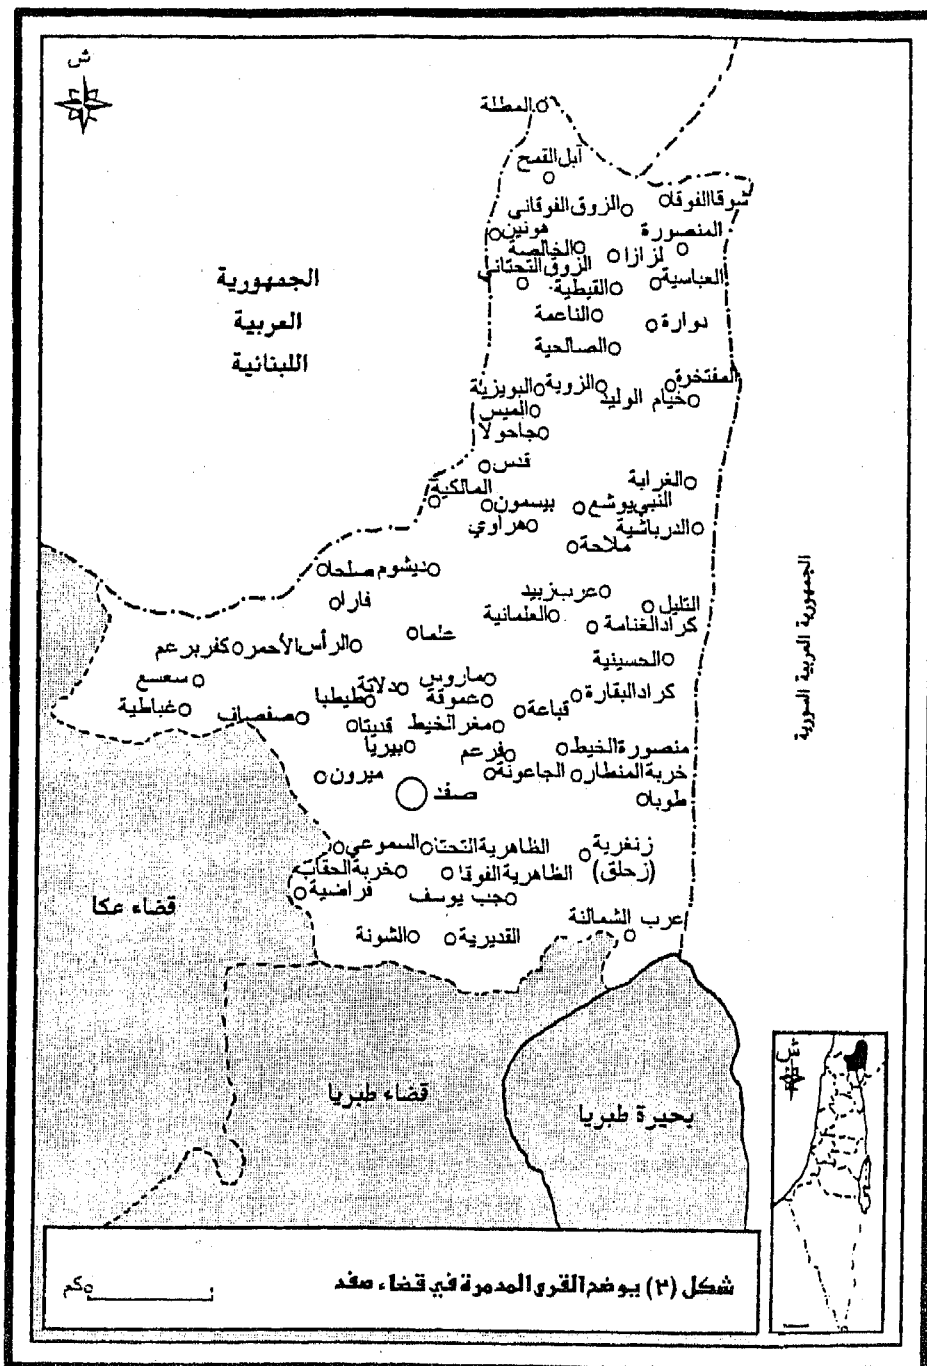 ش
المطلة
آبل القمح
شوقا الفوقا
الزوق الفوقاني
المنصورة
هونين
الخالصة
لزازا
الزوق التحتاني
العباسية
القيطية
الناعمة
دوارة
الصالحية
المفتخرة
خيام الوليد
الزوية
البويزية
الميس
جاحولا
قدس
الغرابة
المالكية
النبي يوشع
بيسمون
الدرباشية
هراوي
ملاحة
ديشوم
صلحا
فارا
عرب زبيد
التليل
العلمانية
كراد الغنامة
علما
الرأس الأحمر
كفر برعم
الحسينية
سعسع
ماروس
دلاتة
كراد البقارة
عموقة
طيطبا
قباعة
غباطية
صفصاف
مغر الخيط
قديتا
بيريا
منصورة الخيط
فرعم
خربة المنطار
الجاعونة
ميرون
صفد
طوبا
زنغرية
(زحلق)
الظاهرية التحتا
السموعي
الظاهرية الفوقا
خربة الحقاب
جب يوسف
فراضية
عرب الشمالنة
القديرية
الشونة
الجمهورية
العربية
اللبنانية
الجمهورية العربية السورية
قضاء عكا
قضاء طبريا
بحيرة طبريا
شكل (٣) يوضح القرى المدمرة في قضاء صفد
كم